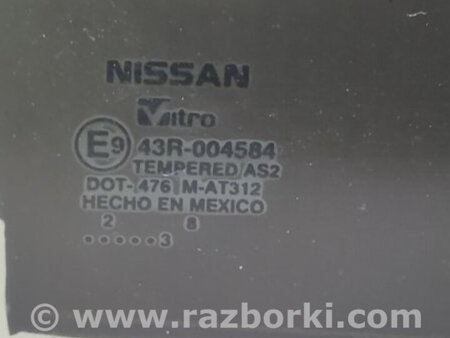 NISSAN
Vitro
E9 43R-004584
TEMPERED AS2
DOT-476 M-AT312
HECHO EN MEXICO
2 8
.....3
© www.razborki.com